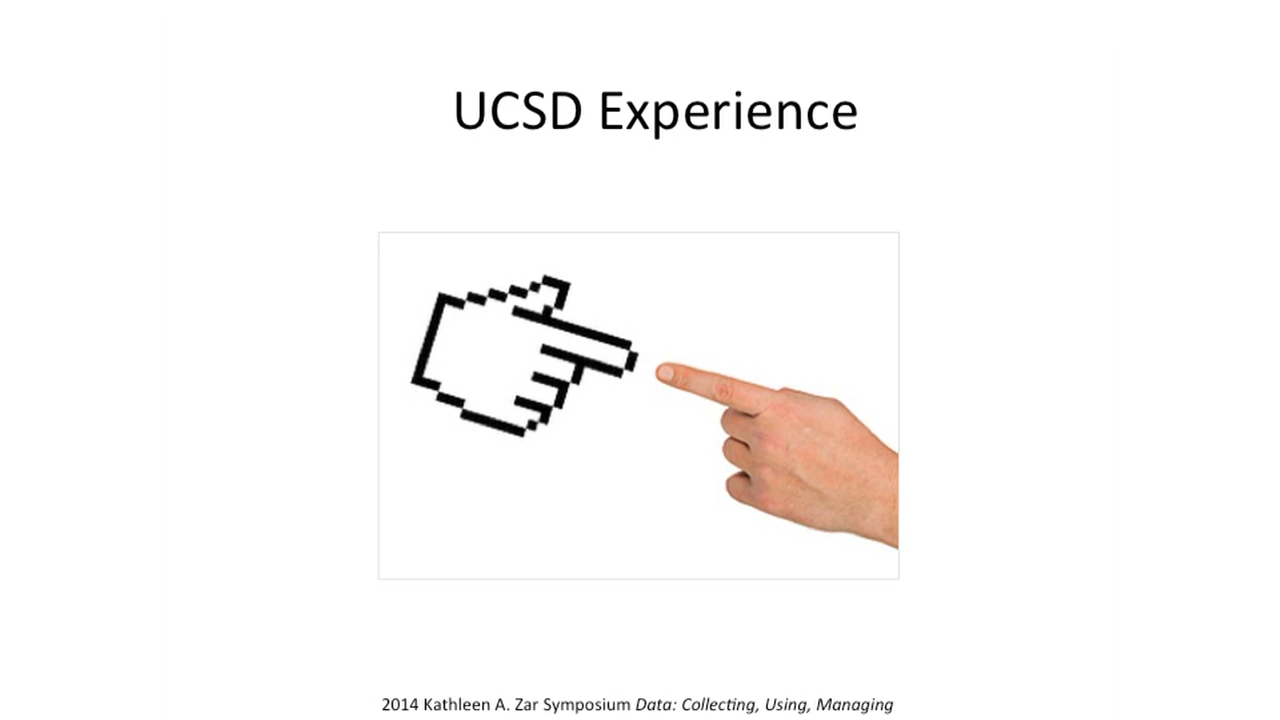 UCSD Experience
2014 Kathleen A. Zar Symposium Data: Collecting, Using, Managing